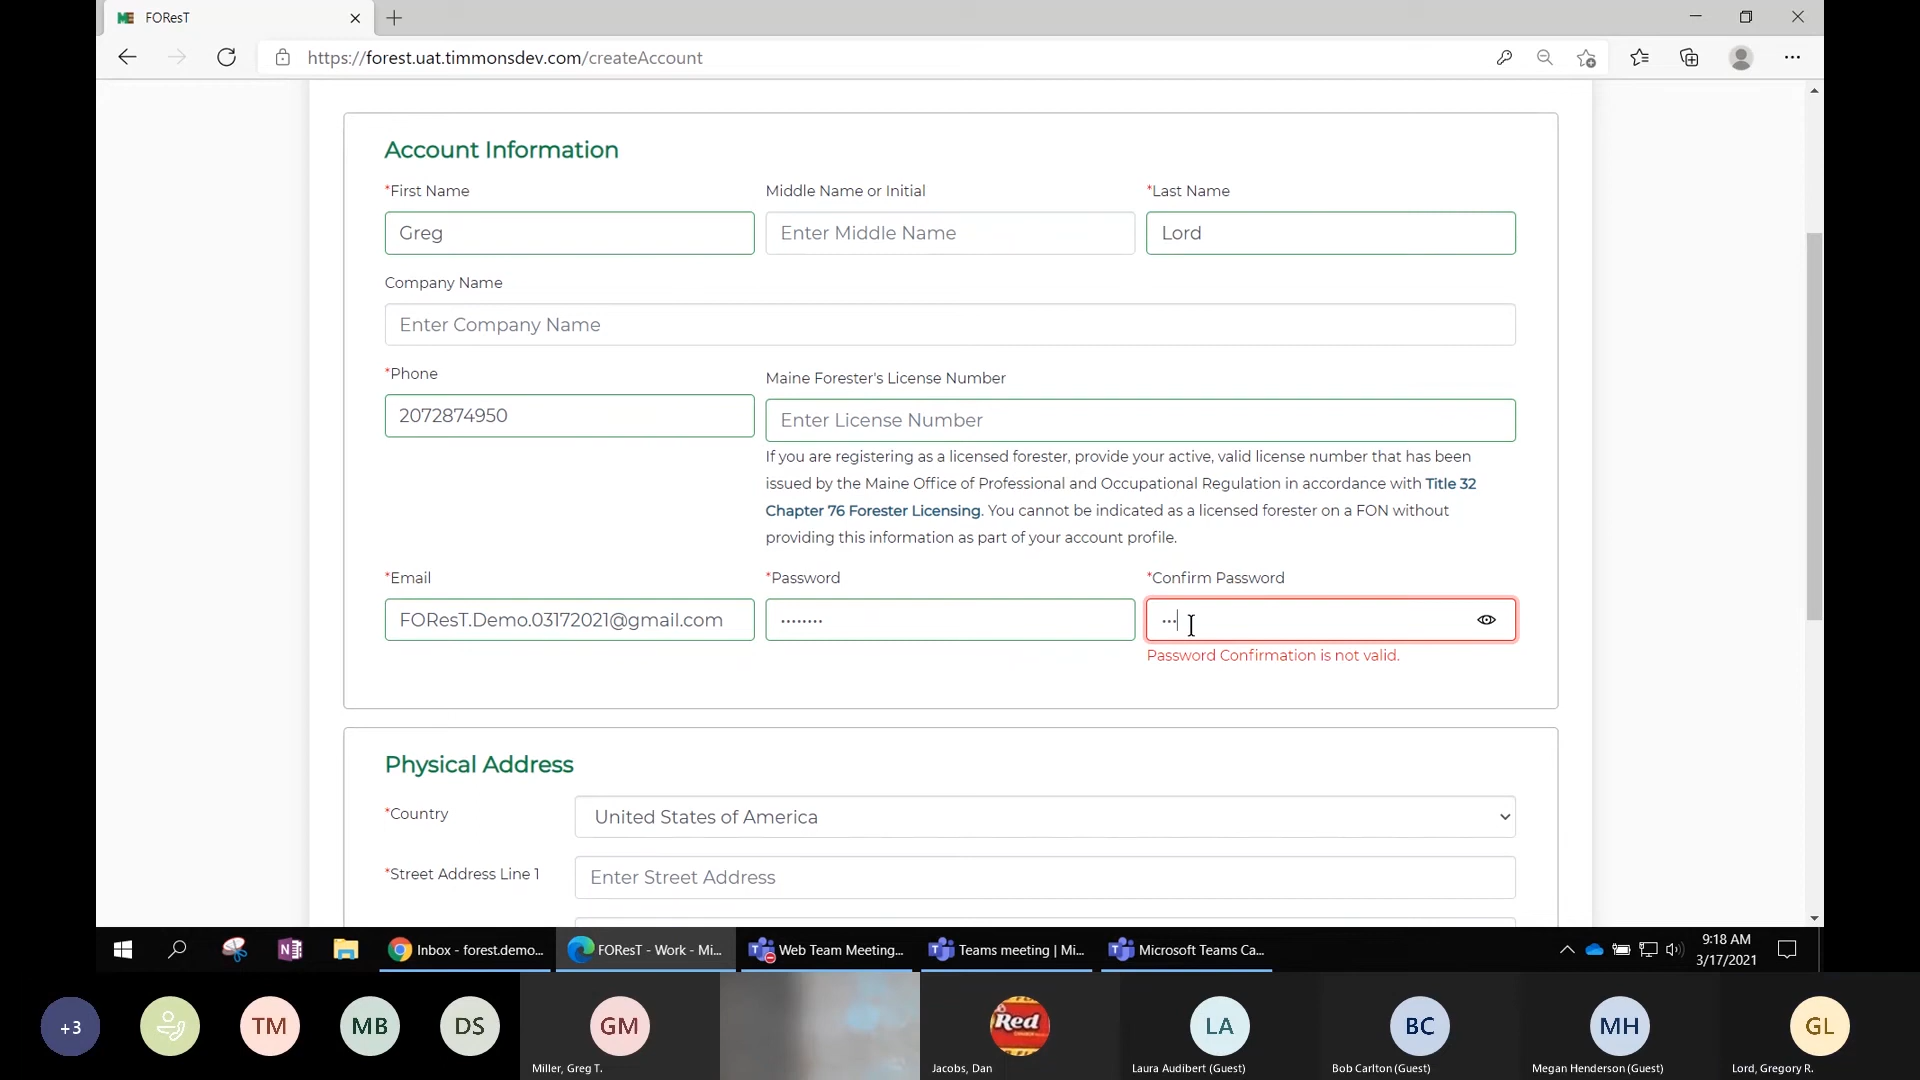 FOResT
https://forest.uat.timmonsdev.com/createAccount
Account Information
*First Name
Middle Name or Initial
*Last Name
Greg
Enter Middle Name
Lord
Company Name
Enter Company Name
*Phone
Maine Forester's License Number
2072874950
Enter License Number
If you are registering as a licensed forester, provide your active, valid license number that has been
issued by the Maine Office of Professional and Occupational Regulation in accordance with Title 32
Chapter 76 Forester Licensing. You cannot be indicated as a licensed forester on a FON without
providing this information as part of your account profile.
*Email
*Password
*Confirm Password
FOResT.Demo.03172021@gmail.com
Password Confirmation is not valid.
Physical Address
*Country
United States of America
*Street Address Line 1
Enter Street Address
Inbox - forest.demo...
FOResT - Work - Mi...
Web Team Meeting...
Teams meeting | Mi...
Microsoft Teams Ca...
9:18 AM
3/17/2021
+3
TM
MB
DS
GM
Red
LA
BC
MH
GL
Miller, Greg T.
Jacobs, Dan
Laura Audibert (Guest)
Bob Carlton (Guest)
Megan Henderson (Guest)
Lord, Gregory R.